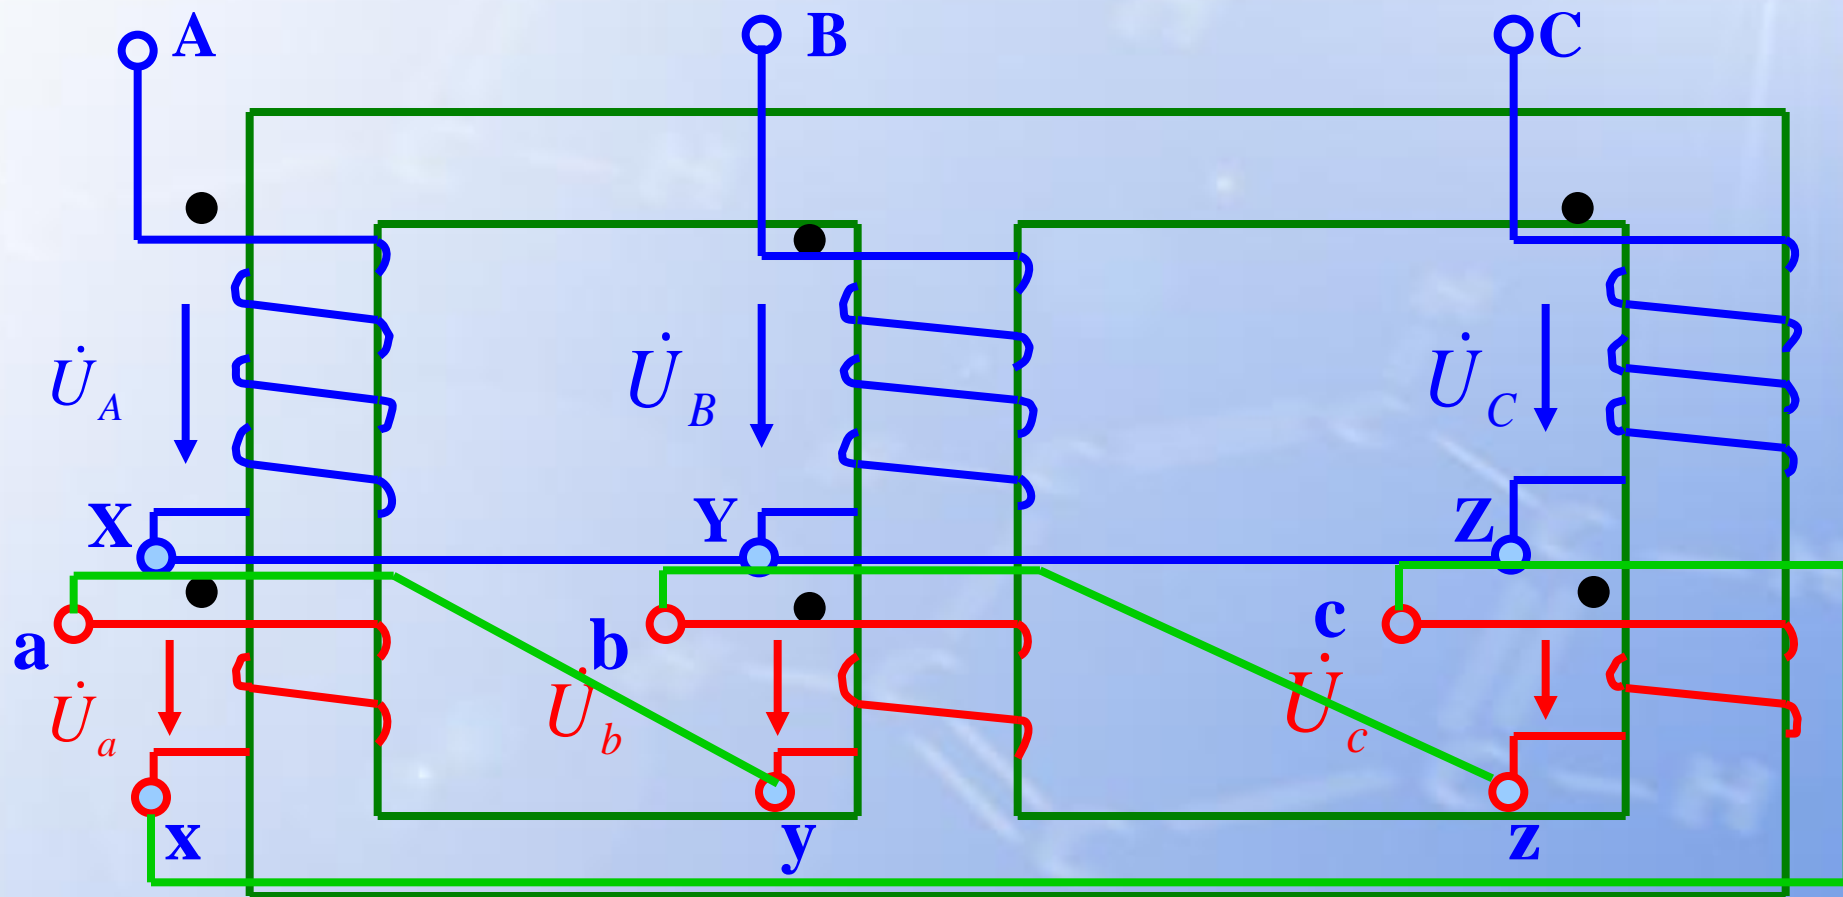 A B C
U̇A U̇B U̇C
X Y Z
a b c
U̇a U̇b U̇c
x y z